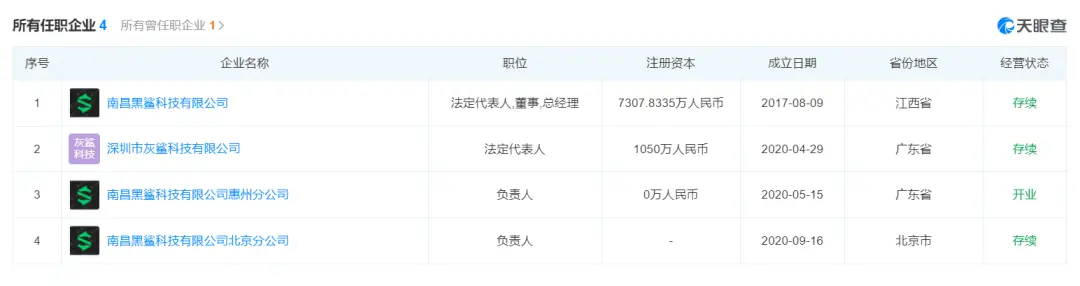 所有任职企业 4 所有曾任职企业 1 > 天眼查
序号 企业名称 职位 注册资本 成立日期 省份地区 经营状态
1 南昌黑鲨科技有限公司 法定代表人,董事,总经理 7307.8335万人民币 2017-08-09 江西省 存续
灰鲨
科技
2 深圳市灰鲨科技有限公司 法定代表人 1050万人民币 2020-04-29 广东省 存续
3 南昌黑鲨科技有限公司惠州分公司 负责人 0万人民币 2020-05-15 广东省 开业
4 南昌黑鲨科技有限公司北京分公司 负责人 - 2020-09-16 北京市 存续